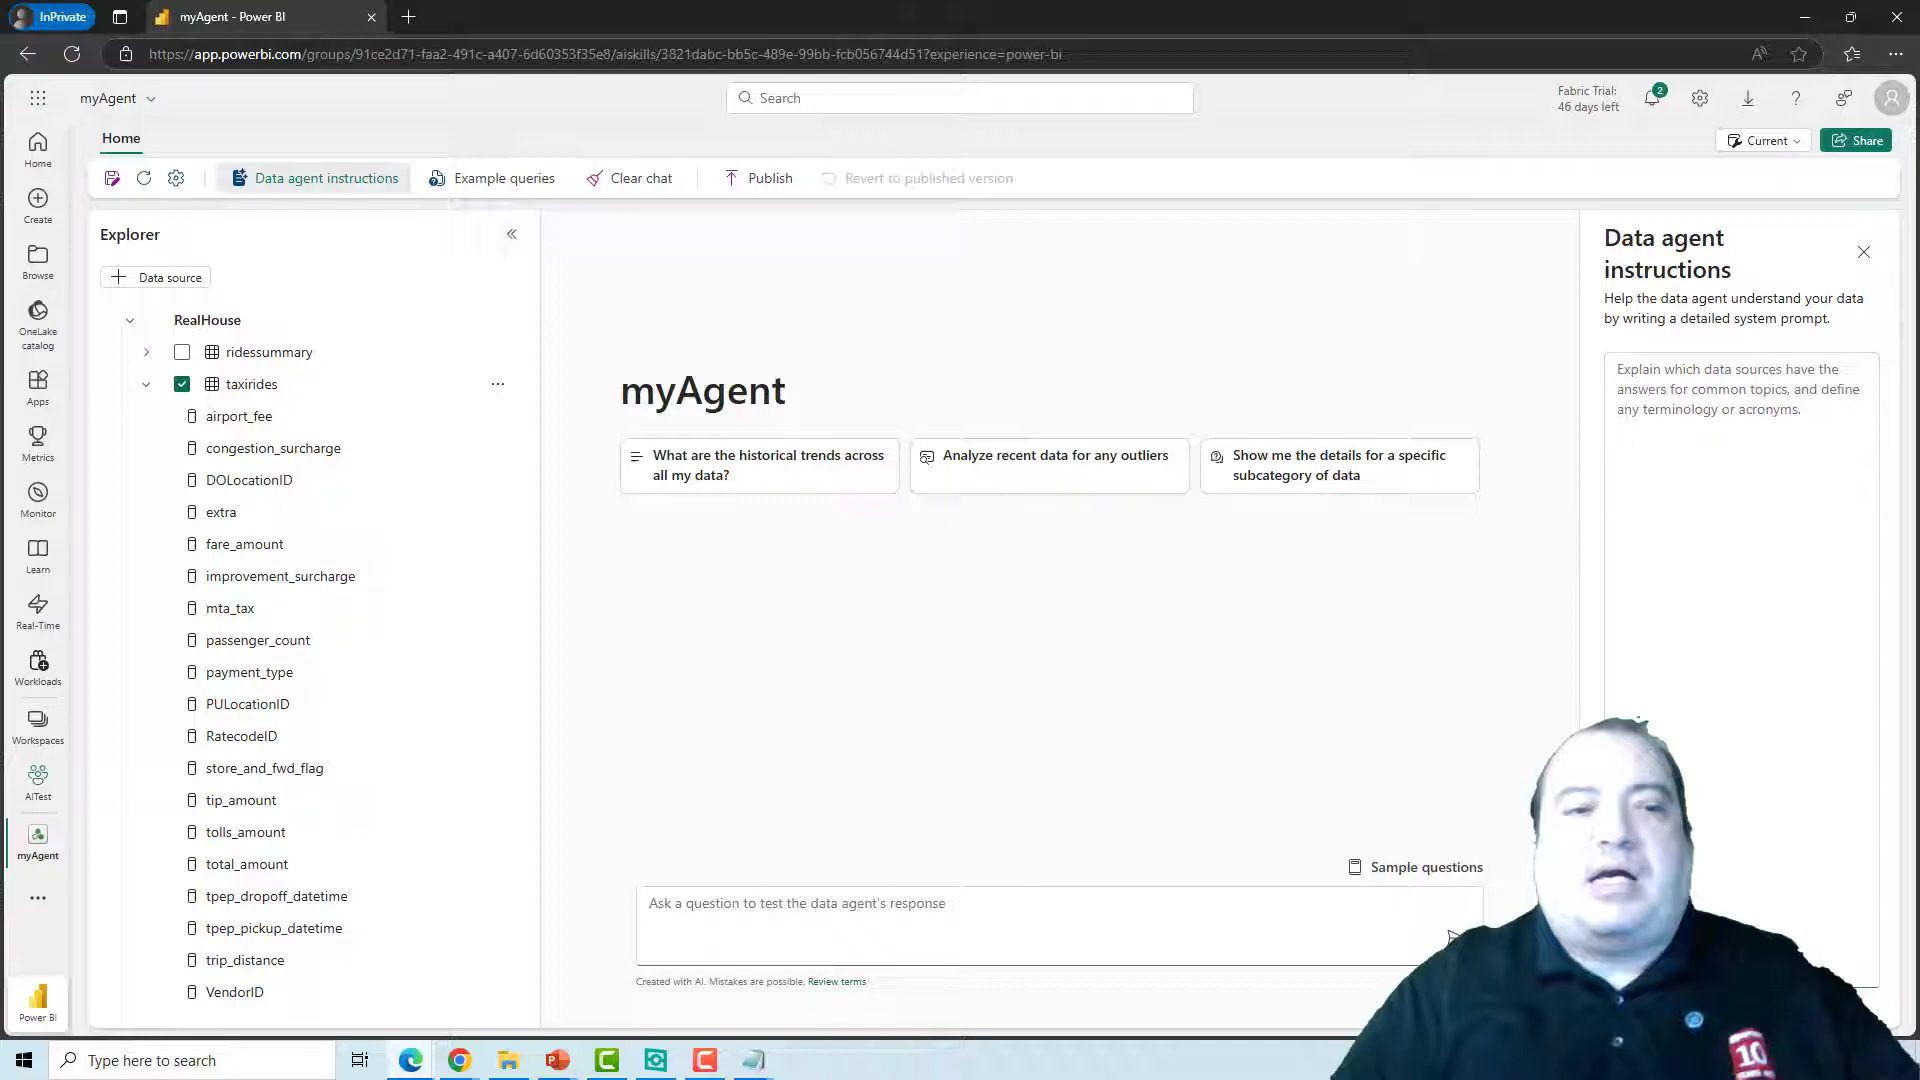 InPrivate
myAgent - Power BI
https://app.powerbi.com/groups/91ce2d71-faa2-491c-a407-6d60353f35e8/aiskills/3821dabc-bb5c-489e-99bb-fcb056744d51?experience=power-bi
myAgent
Search
Fabric Trial:
46 days left
2
Home
Current
Share
Data agent instructions
Example queries
Clear chat
Publish
Revert to published version
Home
Create
Browse
OneLake
catalog
Apps
Metrics
Monitor
Learn
Real-Time
Workloads
Workspaces
AITest
myAgent
Power BI
Explorer
Data source
RealHouse
ridessummary
taxirides
airport_fee
congestion_surcharge
DOLocationID
extra
fare_amount
improvement_surcharge
mta_tax
passenger_count
payment_type
PULocationID
RatecodeID
store_and_fwd_flag
tip_amount
tolls_amount
total_amount
tpep_dropoff_datetime
tpep_pickup_datetime
trip_distance
VendorID
myAgent
What are the historical trends across
all my data?
Analyze recent data for any outliers
Show me the details for a specific
subcategory of data
Sample questions
Ask a question to test the data agent's response
Created with AI. Mistakes are possible. Review terms
Data agent
instructions
Help the data agent understand your data
by writing a detailed system prompt.
Explain which data sources have the
answers for common topics, and define
any terminology or acronyms.
10
Type here to search